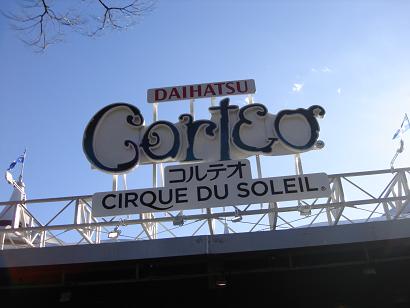 DAIHATSU
Corteo
コルテオ
CIRQUE DU SOLEIL®